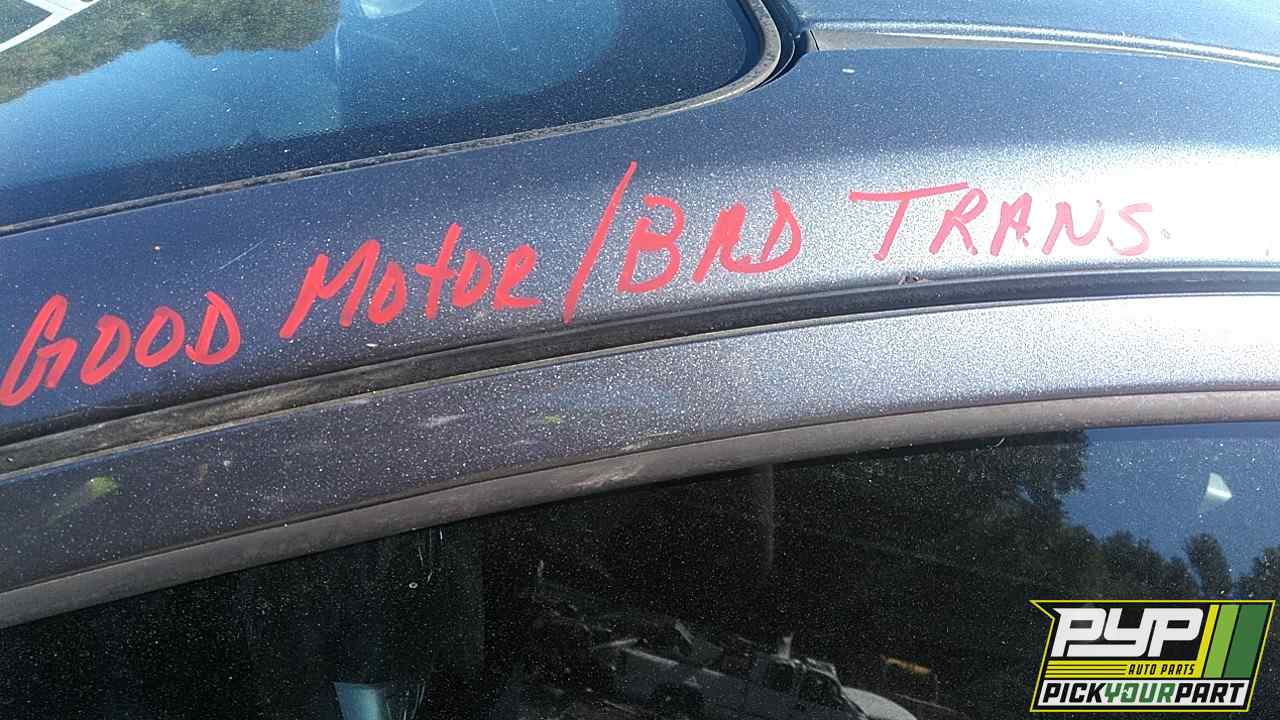 GOOD MOTOR/BAD TRANS.
PYP
AUTO PARTS
PICKYOURPART